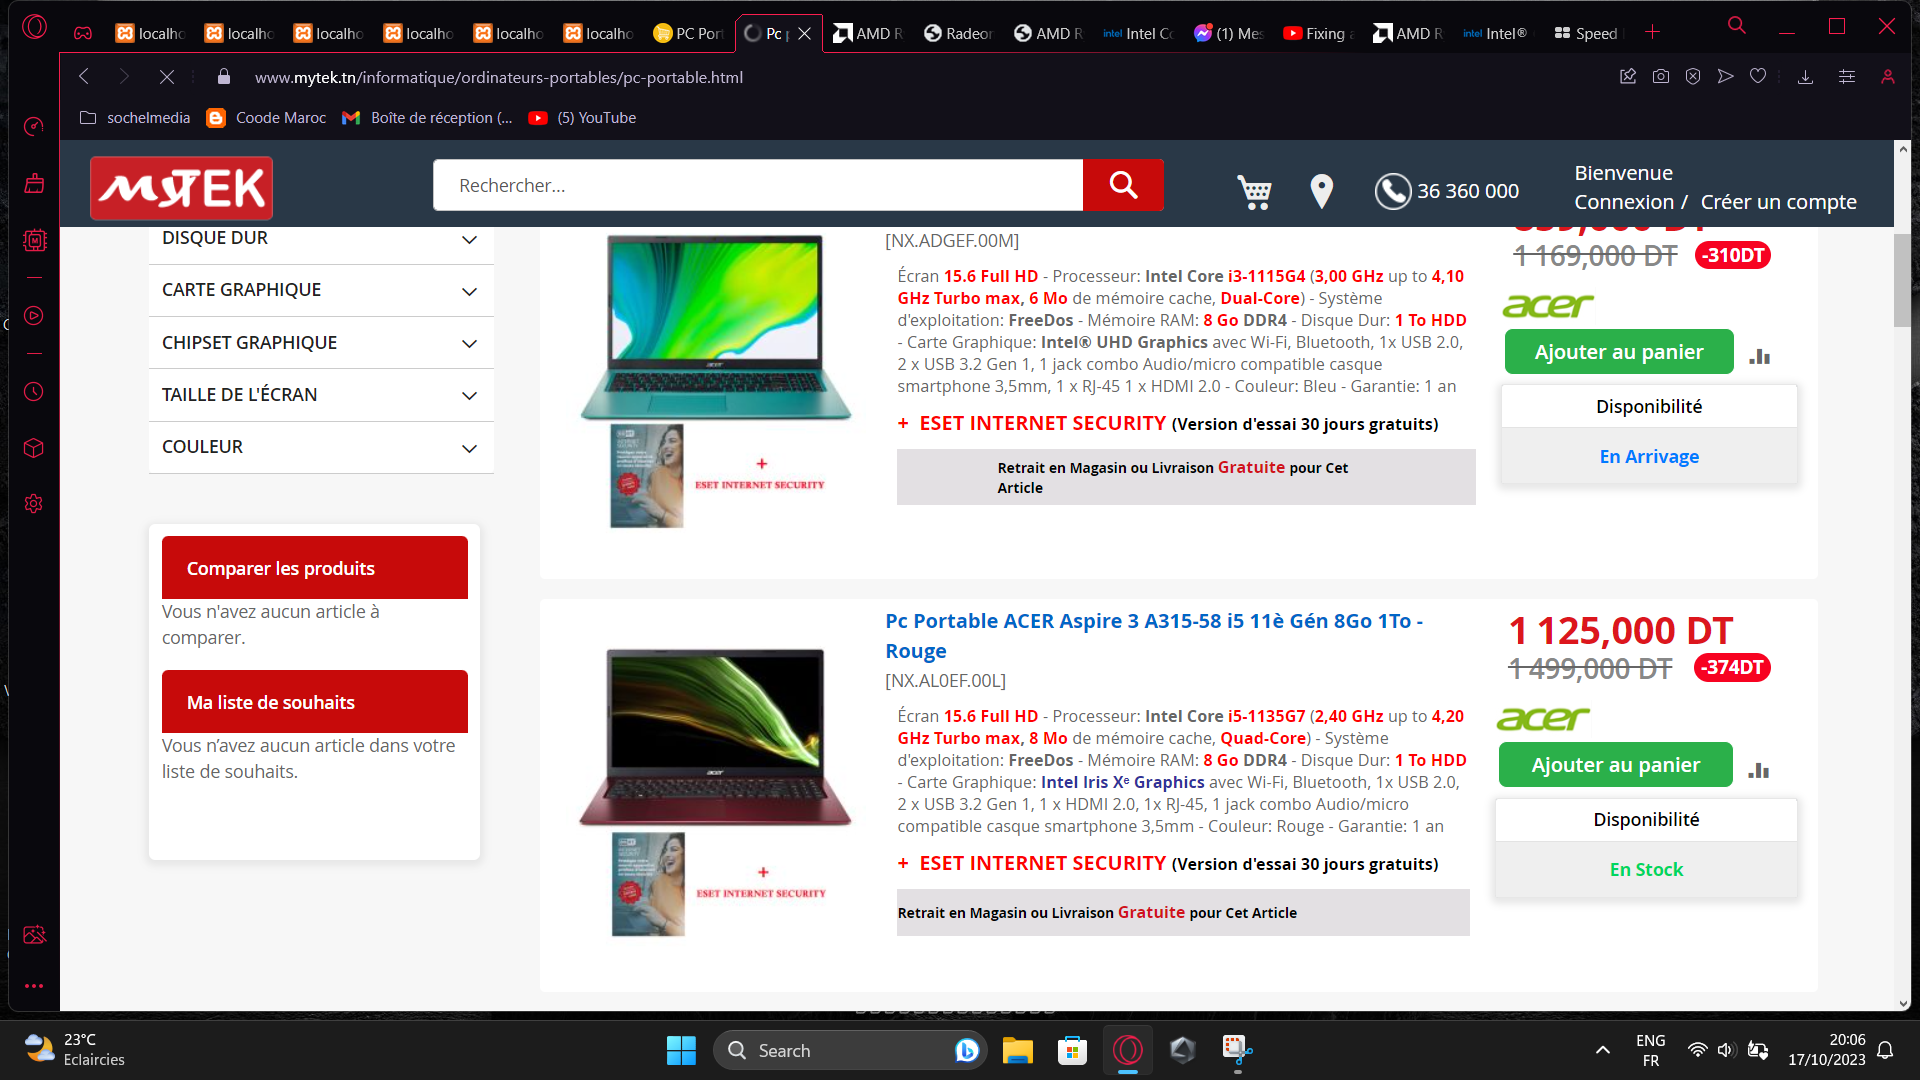 localho
localho
localho
localho
localho
localho
PC Port
Pc p
AMD R
Radeon
AMD R
intel Intel Co
(1) Mes
Fixing a
AMD R
intel Intel®
Speed
www.mytek.tn/informatique/ordinateurs-portables/pc-portable.html
sochelmedia
Coode Maroc
Boîte de réception (...
(5) YouTube
MYTEK
Rechercher...
36 360 000
Bienvenue
Connexion / Créer un compte
DISQUE DUR
CARTE GRAPHIQUE
CHIPSET GRAPHIQUE
TAILLE DE L'ÉCRAN
COULEUR
Comparer les produits
Vous n'avez aucun article à
comparer.
Ma liste de souhaits
Vous n’avez aucun article dans votre
liste de souhaits.
[NX.ADGEF.00M]
Écran 15.6 Full HD - Processeur: Intel Core i3-1115G4 (3,00 GHz up to 4,10
GHz Turbo max, 6 Mo de mémoire cache, Dual-Core) - Système
d'exploitation: FreeDos - Mémoire RAM: 8 Go DDR4 - Disque Dur: 1 To HDD
- Carte Graphique: Intel® UHD Graphics avec Wi-Fi, Bluetooth, 1x USB 2.0,
2 x USB 3.2 Gen 1, 1 jack combo Audio/micro compatible casque
smartphone 3,5mm, 1 x RJ-45 1 x HDMI 2.0 - Couleur: Bleu - Garantie: 1 an
+ ESET INTERNET SECURITY (Version d'essai 30 jours gratuits)
Retrait en Magasin ou Livraison Gratuite pour Cet
Article
acer
+
ESET INTERNET SECURITY
1 169,000 DT
-310DT
acer
Ajouter au panier
Disponibilité
En Arrivage
Pc Portable ACER Aspire 3 A315-58 i5 11è Gén 8Go 1To -
Rouge
[NX.AL0EF.00L]
Écran 15.6 Full HD - Processeur: Intel Core i5-1135G7 (2,40 GHz up to 4,20
GHz Turbo max, 8 Mo de mémoire cache, Quad-Core) - Système
d'exploitation: FreeDos - Mémoire RAM: 8 Go DDR4 - Disque Dur: 1 To HDD
- Carte Graphique: Intel Iris Xᵉ Graphics avec Wi-Fi, Bluetooth, 1x USB 2.0,
2 x USB 3.2 Gen 1, 1 x HDMI 2.0, 1x RJ-45, 1 jack combo Audio/micro
compatible casque smartphone 3,5mm - Couleur: Rouge - Garantie: 1 an
+ ESET INTERNET SECURITY (Version d'essai 30 jours gratuits)
Retrait en Magasin ou Livraison Gratuite pour Cet Article
acer
+
ESET INTERNET SECURITY
1 125,000 DT
1 499,000 DT
-374DT
acer
Ajouter au panier
Disponibilité
En Stock
23°C
Eclaircies
Search
ENG
FR
20:06
17/10/2023